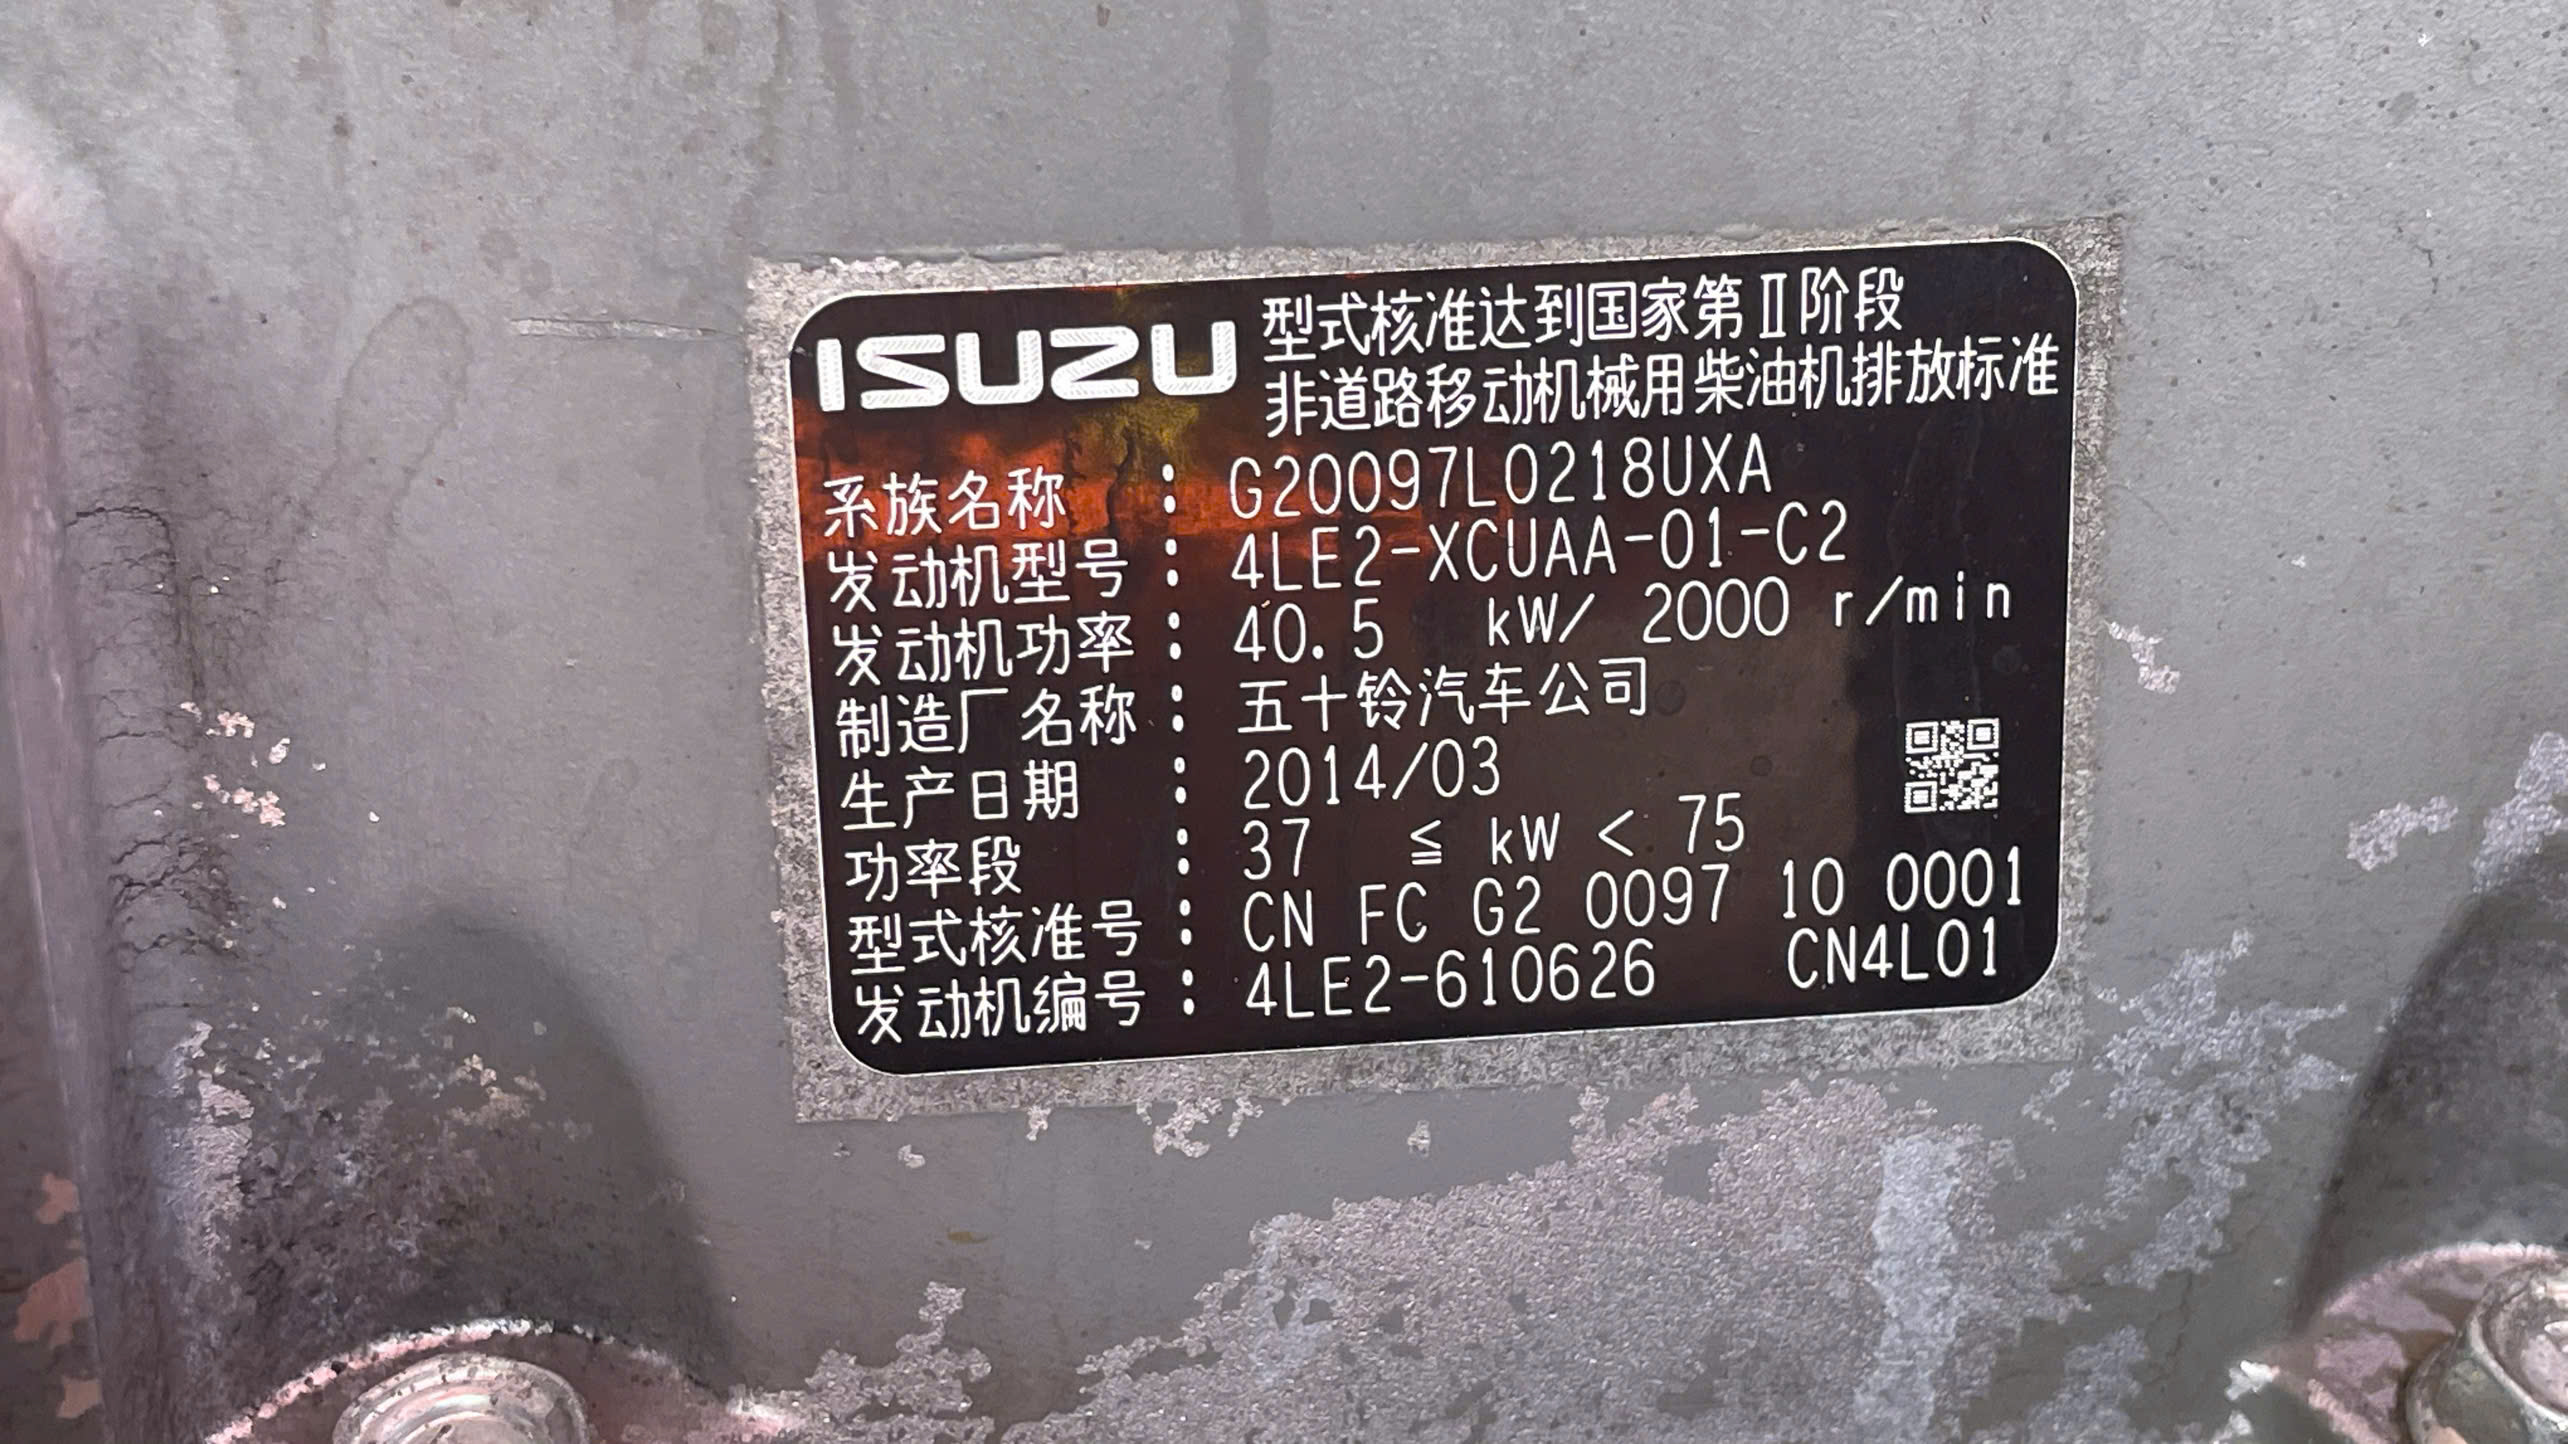 ISUZU
型式核准达到国家第Ⅱ阶段
非道路移动机械用柴油机排放标准
系族名称 : G20097L0218UXA
发动机型号 : 4LE2-XCUAA-01-C2
发动机功率 : 40.5 kW/ 2000 r/min
制造厂名称 : 五十铃汽车公司
生产日期 : 2014/03
功率段 : 37 ≦ kW < 75
型式核准号 : CN FC G2 0097 10 0001
发动机编号 : 4LE2-610626 CN4L01